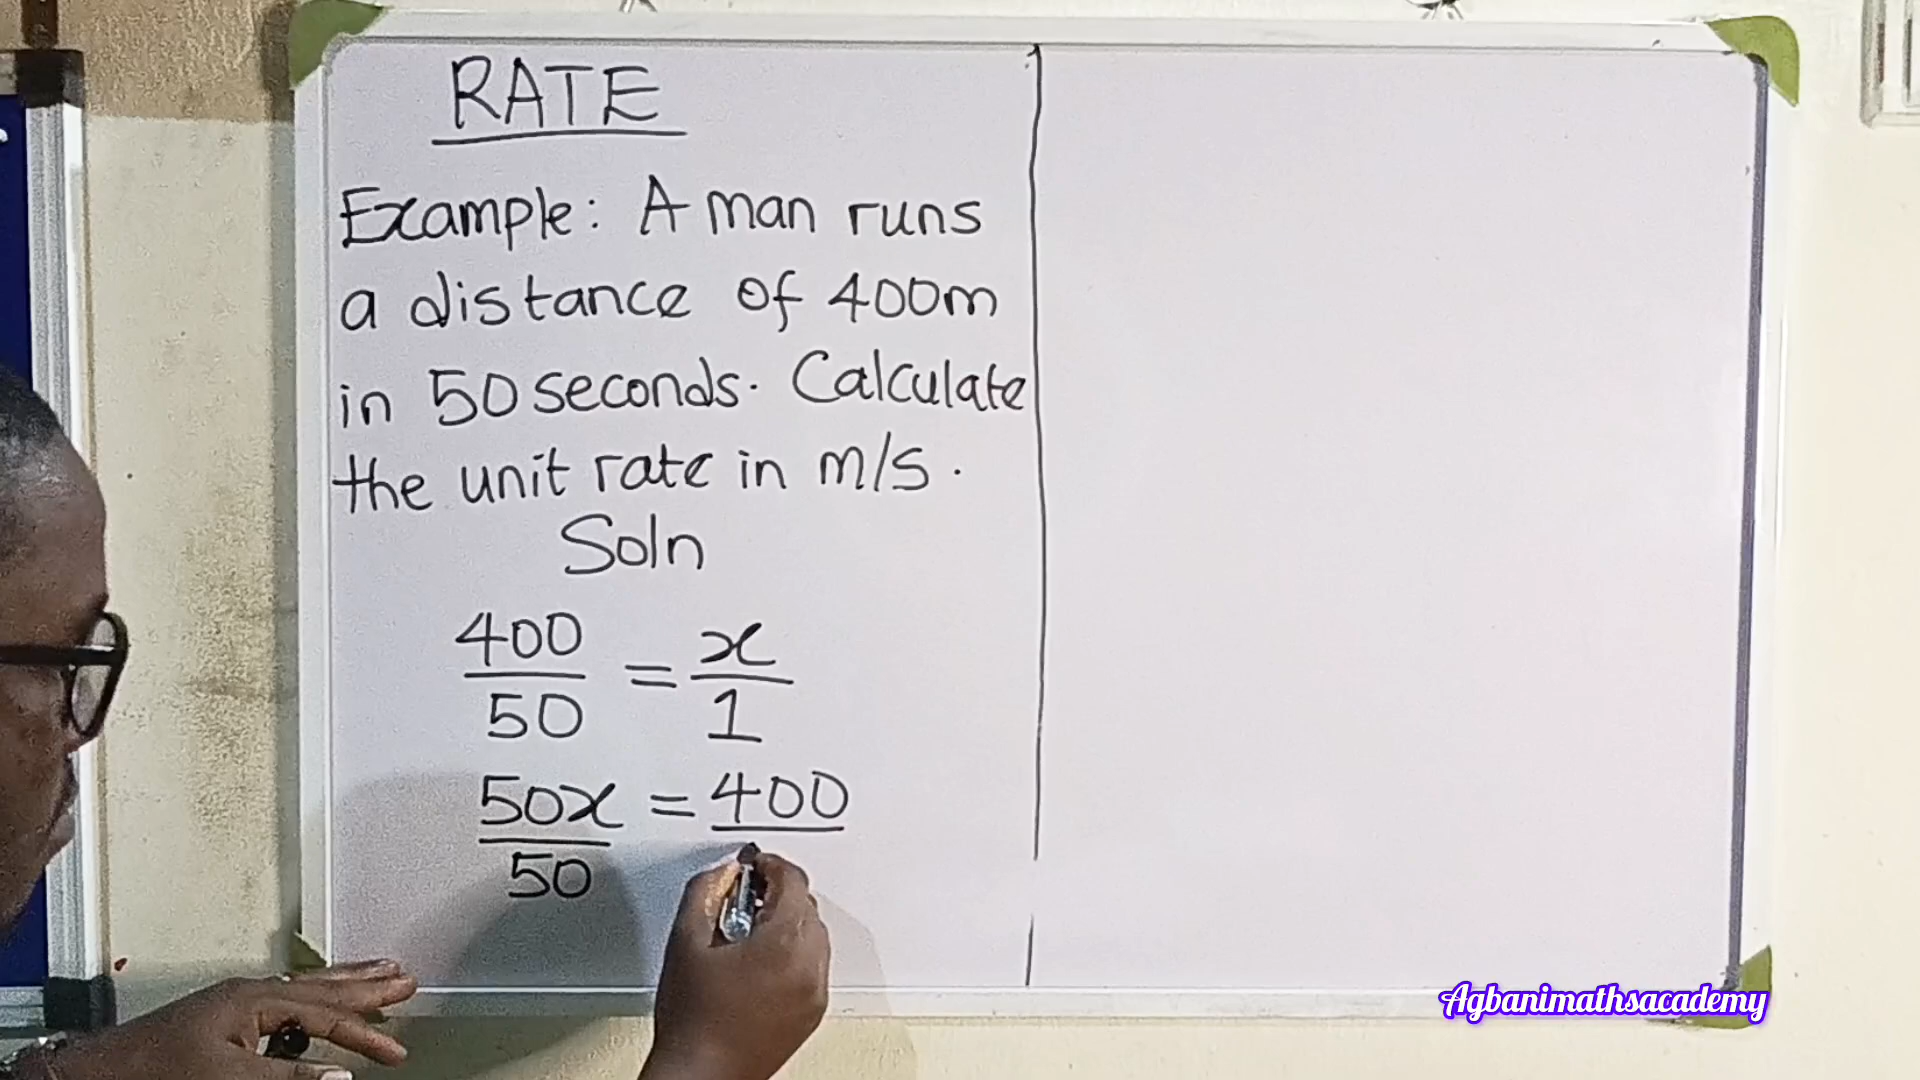 RATE
Example: A man runs
a distance of 400m
in 50 seconds. Calculate
the unit rate in m/s.
Soln
400/50 = x/1
50x/50 = 400
Agbanimathsacademy